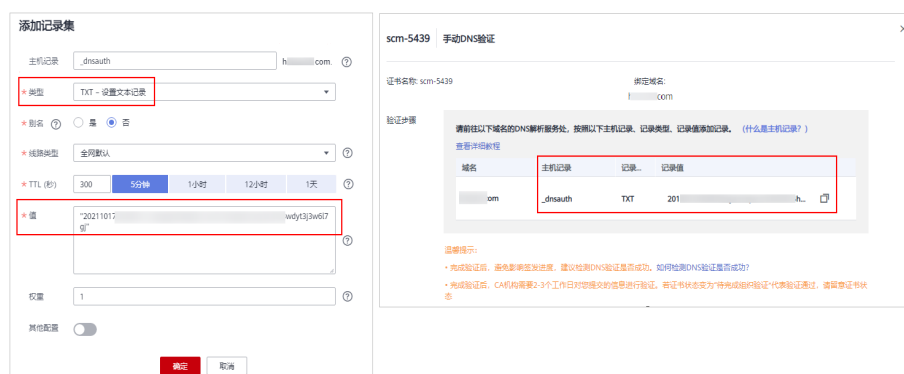 添加记录集
主机记录 _dnsauth h com.
* 类型 TXT – 设置文本记录
* 别名 是 否
* 线路类型 全网默认
* TTL (秒) 300 5分钟 1小时 12小时 1天
* 值 "20211017 wdyt3j3w6l7
gj"
权重 1
其他配置
确定 取消
scm-5439 手动DNS验证
证书名称: scm-5439 绑定域名:
com
验证步骤
请前往以下域名的DNS解析服务处，按照以下主机记录、记录类型、记录值添加记录。 (什么是主机记录？)
查看详细教程
域名 主机记录 记录... 记录值
om _dnsauth TXT 201 h...
温馨提示:
• 完成验证后，避免影响签发进度，建议检测DNS验证是否成功。如何检测DNS验证是否成功?
• 完成验证后，CA机构需要2-3个工作日对您提交的信息进行验证。若证书状态变为"待完成组织验证"代表验证通过，请留意证书状
态